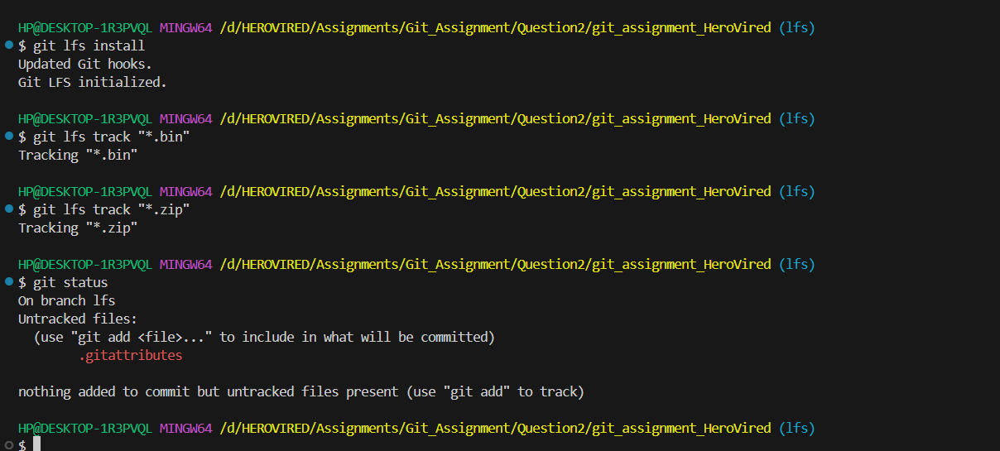 HP@DESKTOP-1R3PVQL MINGW64 /d/HEROVIRED/Assignments/Git_Assignment/Question2/git_assignment_HeroVired (lfs)
$ git lfs install
Updated Git hooks.
Git LFS initialized.

HP@DESKTOP-1R3PVQL MINGW64 /d/HEROVIRED/Assignments/Git_Assignment/Question2/git_assignment_HeroVired (lfs)
$ git lfs track "*.bin"
Tracking "*.bin"

HP@DESKTOP-1R3PVQL MINGW64 /d/HEROVIRED/Assignments/Git_Assignment/Question2/git_assignment_HeroVired (lfs)
$ git lfs track "*.zip"
Tracking "*.zip"

HP@DESKTOP-1R3PVQL MINGW64 /d/HEROVIRED/Assignments/Git_Assignment/Question2/git_assignment_HeroVired (lfs)
$ git status
On branch lfs
Untracked files:
  (use "git add <file>..." to include in what will be committed)
        .gitattributes

nothing added to commit but untracked files present (use "git add" to track)

HP@DESKTOP-1R3PVQL MINGW64 /d/HEROVIRED/Assignments/Git_Assignment/Question2/git_assignment_HeroVired (lfs)
$